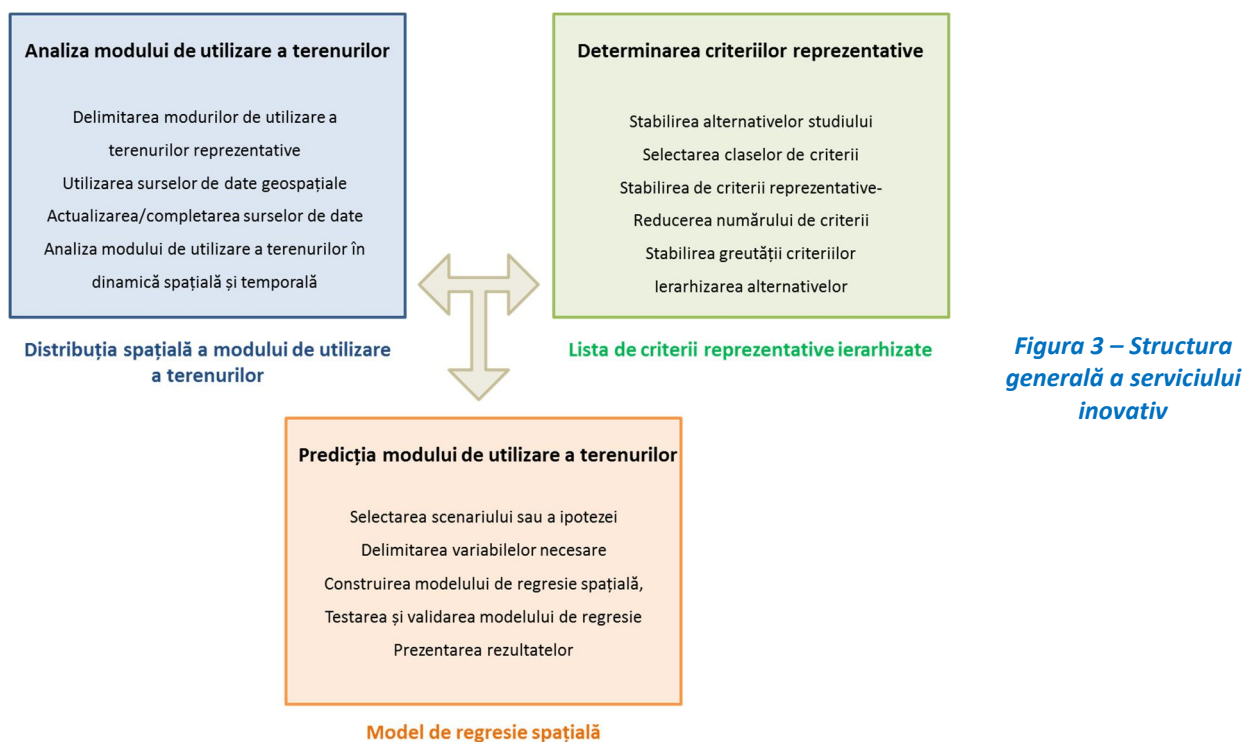 Analiza modului de utilizare a terenurilor
Delimitarea modurilor de utilizare a
terenurilor reprezentative
Utilizarea surselor de date geospațiale
Actualizarea/completarea surselor de date
Analiza modului de utilizare a terenurilor în
dinamică spațială și temporală
Distribuția spațială a modului de utilizare
a terenurilor
Determinarea criteriilor reprezentative
Stabilirea alternativelor studiului
Selectarea claselor de criterii
Stabilirea de criterii reprezentative-
Reducerea numărului de criterii
Stabilirea greutății criteriilor
Ierarhizarea alternativelor
Lista de criterii reprezentative ierarhizate
Predicția modului de utilizare a terenurilor
Selectarea scenariului sau a ipotezei
Delimitarea variabilelor necesare
Construirea modelului de regresie spațială,
Testarea și validarea modelului de regresie
Prezentarea rezultatelor
Model de regresie spațială
Figura 3 – Structura
generală a serviciului
inovativ